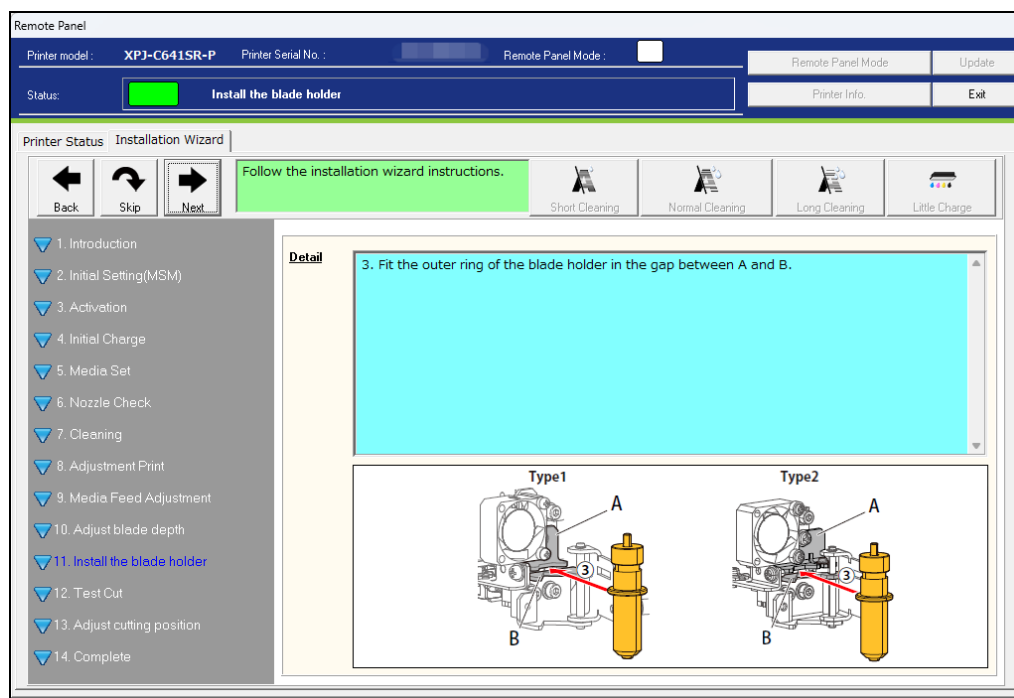 Remote Panel
Printer model : XPJ-C641SR-P Printer Serial No. : Remote Panel Mode :
Remote Panel Mode Update
Status: Install the blade holder
Printer Info. Exit
Printer Status Installation Wizard
Follow the installation wizard instructions.
Back Skip Next Short Cleaning Normal Cleaning Long Cleaning Little Charge
1. Introduction
2. Initial Setting(MSM)
3. Activation
4. Initial Charge
5. Media Set
6. Nozzle Check
7. Cleaning
8. Adjustment Print
9. Media Feed Adjustment
10. Adjust blade depth
11. Install the blade holder
12. Test Cut
13. Adjust cutting position
14. Complete
Detail
3. Fit the outer ring of the blade holder in the gap between A and B.
Type1
A
3
B
Type2
A
3
B